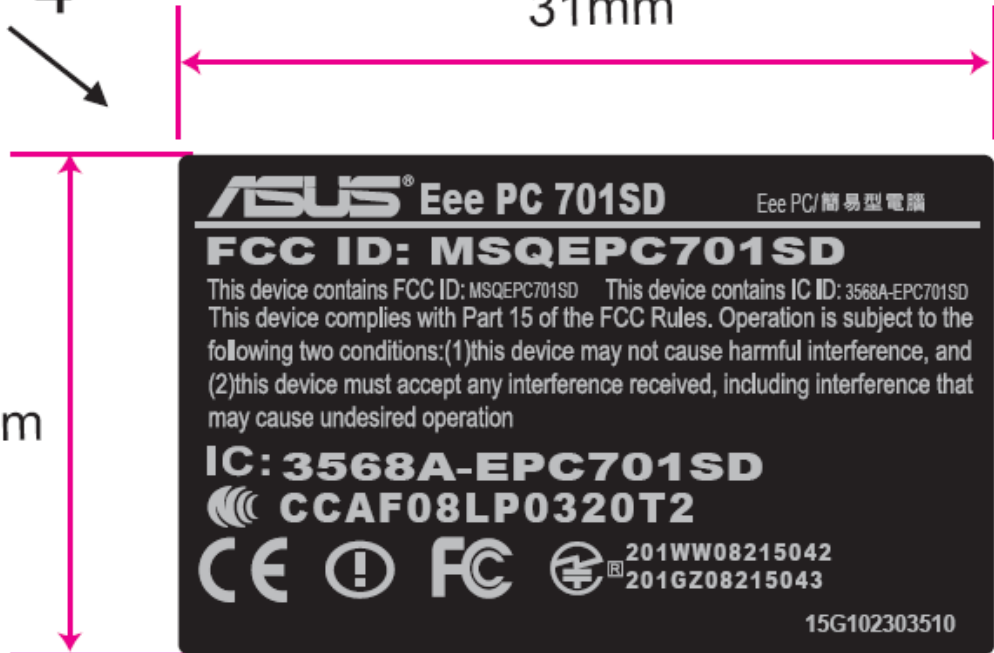 31mm
ASUS® Eee PC 701SD Eee PC/簡易型電腦
FCC ID: MSQEPC701SD
This device contains FCC ID: MSQEPC701SD This device contains IC ID: 3568A-EPC701SD
This device complies with Part 15 of the FCC Rules. Operation is subject to the
following two conditions:(1)this device may not cause harmful interference, and
(2)this device must accept any interference received, including interference that
may cause undesired operation
m
IC: 3568A-EPC701SD
CCAF08LP0320T2
CE FC R 201WW08215042
201GZ08215043
15G102303510